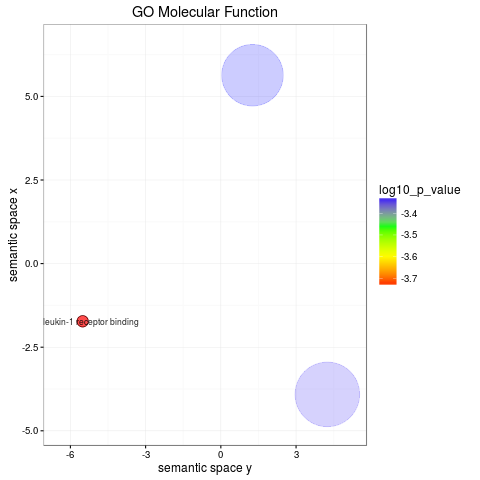 GO Molecular Function
semantic space x
5.0
2.5
0.0
-2.5
-5.0
leukin-1 receptor binding
-6
-3
0
3
semantic space y
log10_p_value
-3.4
-3.5
-3.6
-3.7